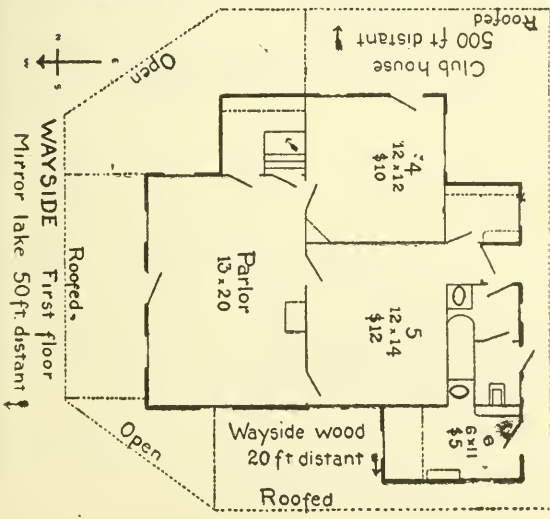 WAYSIDE First floor
Mirror lake 50 ft distant
N
E
S
W
Open
Roofed
Club house
500 ft distant
Roofed
4
12 x 12
$10
Parlor
13 x 20
5
12 x 14
$12
6 x 11
$5
Wayside wood
20 ft distant
Open
Roofed